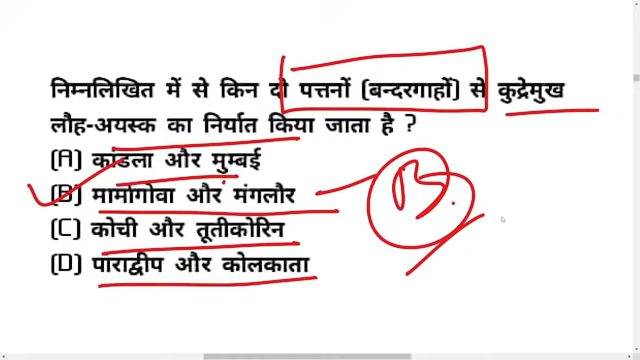 निम्नलिखित में से किन दो पत्तनों (बन्दरगाहों) से कुद्रेमुख
लौह-अयस्क का निर्यात किया जाता है ?
(A) कांडला और मुम्बई
(B) मार्मागोवा और मंगलौर
(C) कोची और तूतीकोरिन
(D) पाराद्वीप और कोलकाता
B.